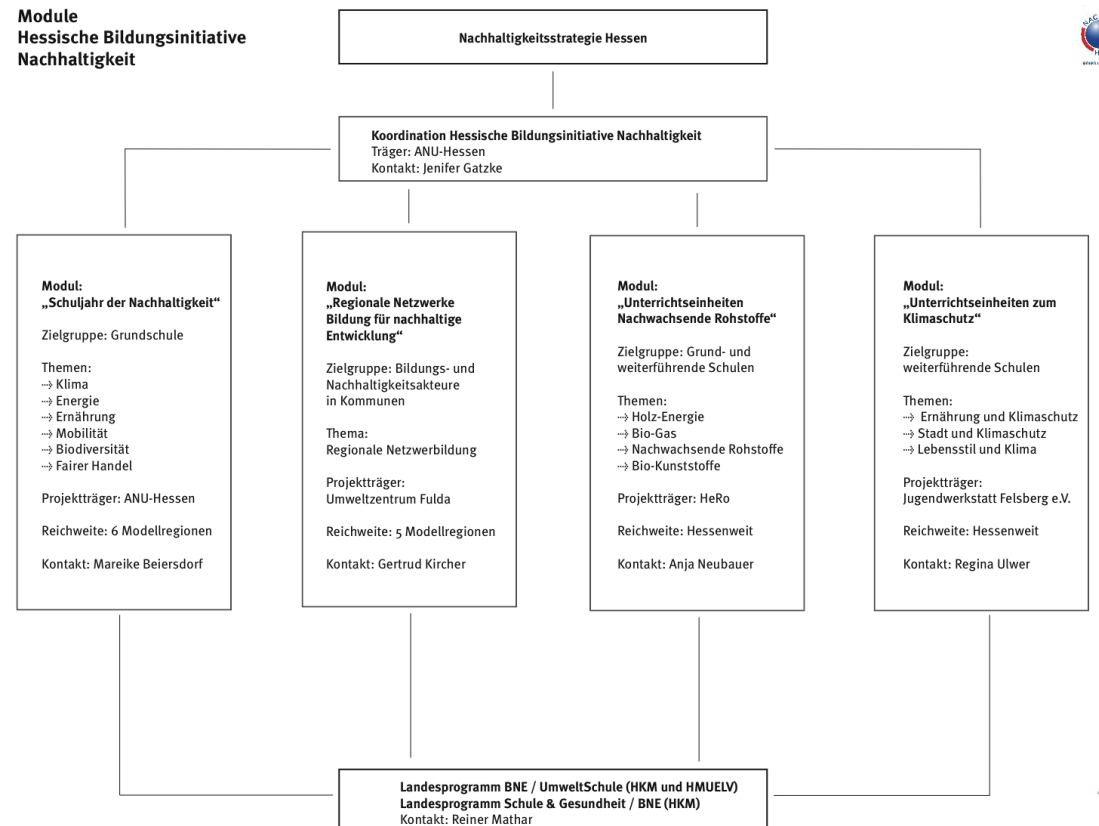 Module
Hessische Bildungsinitiative
Nachhaltigkeit
Nachhaltigkeitsstrategie Hessen
Koordination Hessische Bildungsinitiative Nachhaltigkeit
Träger: ANU-Hessen
Kontakt: Jenifer Gatzke
Modul:
„Schuljahr der Nachhaltigkeit“
Zielgruppe: Grundschule
Themen:
⇢ Klima
⇢ Energie
⇢ Ernährung
⇢ Mobilität
⇢ Biodiversität
⇢ Fairer Handel
Projektträger: ANU-Hessen
Reichweite: 6 Modellregionen
Kontakt: Mareike Beiersdorf
Modul:
„Regionale Netzwerke
Bildung für nachhaltige
Entwicklung“
Zielgruppe: Bildungs- und
Nachhaltigkeitsakteure
in Kommunen
Thema:
Regionale Netzwerbildung
Projektträger:
Umweltzentrum Fulda
Reichweite: 5 Modellregionen
Kontakt: Gertrud Kircher
Modul:
„Unterrichtseinheiten
Nachwachsende Rohstoffe“
Zielgruppe: Grund- und
weiterführende Schulen
Themen:
⇢ Holz-Energie
⇢ Bio-Gas
⇢ Nachwachsende Rohstoffe
⇢ Bio-Kunststoffe
Projektträger: HeRo
Reichweite: Hessenweit
Kontakt: Anja Neubauer
Modul:
„Unterrichtseinheiten zum
Klimaschutz“
Zielgruppe:
weiterführende Schulen
Themen:
⇢ Ernährung und Klimaschutz
⇢ Stadt und Klimaschutz
⇢ Lebensstil und Klima
Projektträger:
Jugendwerkstatt Felsberg e.V.
Reichweite: Hessenweit
Kontakt: Regina Ulwer
Landesprogramm BNE / UmweltSchule (HKM und HMUELV)
Landesprogramm Schule & Gesundheit / BNE (HKM)
Kontakt: Reiner Mathar